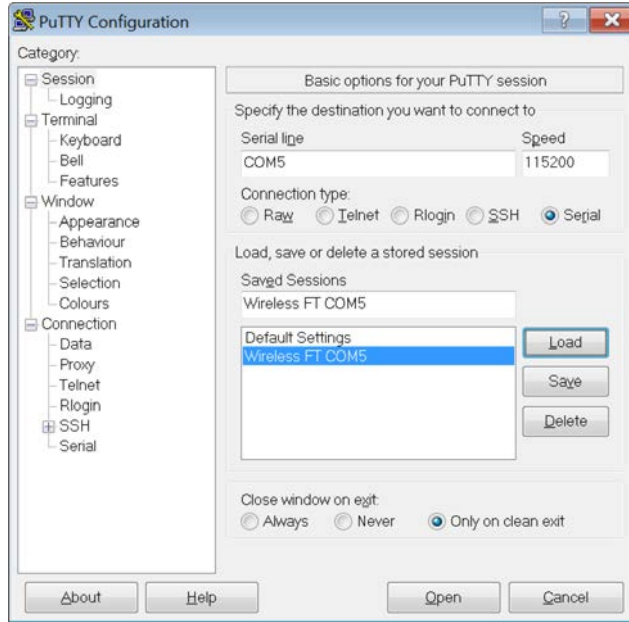 PuTTY Configuration
Category:
Session
Logging
Terminal
Keyboard
Bell
Features
Window
Appearance
Behaviour
Translation
Selection
Colours
Connection
Data
Proxy
Telnet
Rlogin
SSH
Serial
Basic options for your PuTTY session
Specify the destination you want to connect to
Serial line Speed
COM5 115200
Connection type:
Raw Telnet Rlogin SSH Serial
Load, save or delete a stored session
Saved Sessions
Wireless FT COM5
Default Settings
Wireless FT COM5
Load
Save
Delete
Close window on exit:
Always Never Only on clean exit
About Help Open Cancel